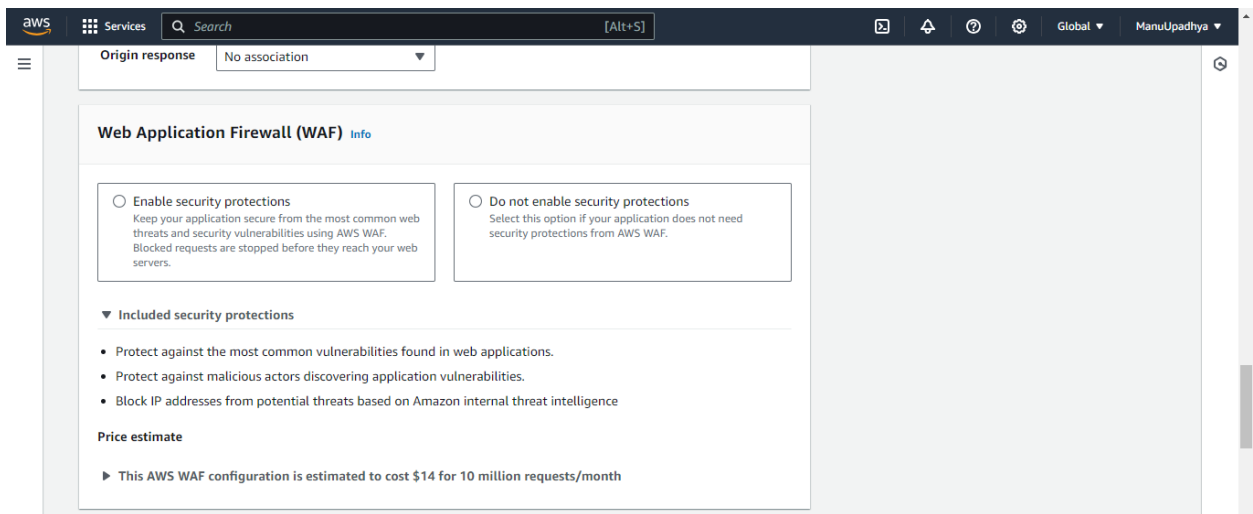 aws Services Search [Alt+S] Global ▼ ManuUpadhya ▼
Origin response No association
Web Application Firewall (WAF) Info
Enable security protections
Keep your application secure from the most common web
threats and security vulnerabilities using AWS WAF.
Blocked requests are stopped before they reach your web
servers.
Do not enable security protections
Select this option if your application does not need
security protections from AWS WAF.
▼ Included security protections
• Protect against the most common vulnerabilities found in web applications.
• Protect against malicious actors discovering application vulnerabilities.
• Block IP addresses from potential threats based on Amazon internal threat intelligence
Price estimate
▶ This AWS WAF configuration is estimated to cost $14 for 10 million requests/month